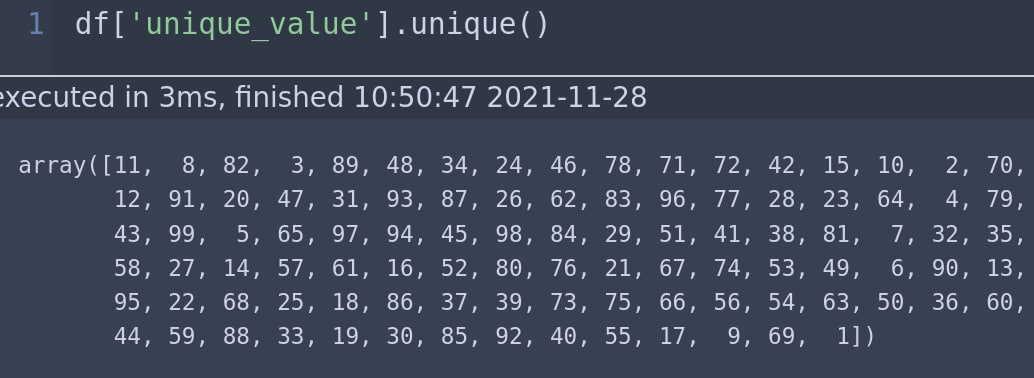 1 df['unique_value'].unique()
executed in 3ms, finished 10:50:47 2021-11-28
array([11,  8, 82,  3, 89, 48, 34, 24, 46, 78, 71, 72, 42, 15, 10,  2, 70,
12, 91, 20, 47, 31, 93, 87, 26, 62, 83, 96, 77, 28, 23, 64,  4, 79,
43, 99,  5, 65, 97, 94, 45, 98, 84, 29, 51, 41, 38, 81,  7, 32, 35,
58, 27, 14, 57, 61, 16, 52, 80, 76, 21, 67, 74, 53, 49,  6, 90, 13,
95, 22, 68, 25, 18, 86, 37, 39, 73, 75, 66, 56, 54, 63, 50, 36, 60,
44, 59, 88, 33, 19, 30, 85, 92, 40, 55, 17,  9, 69,  1])